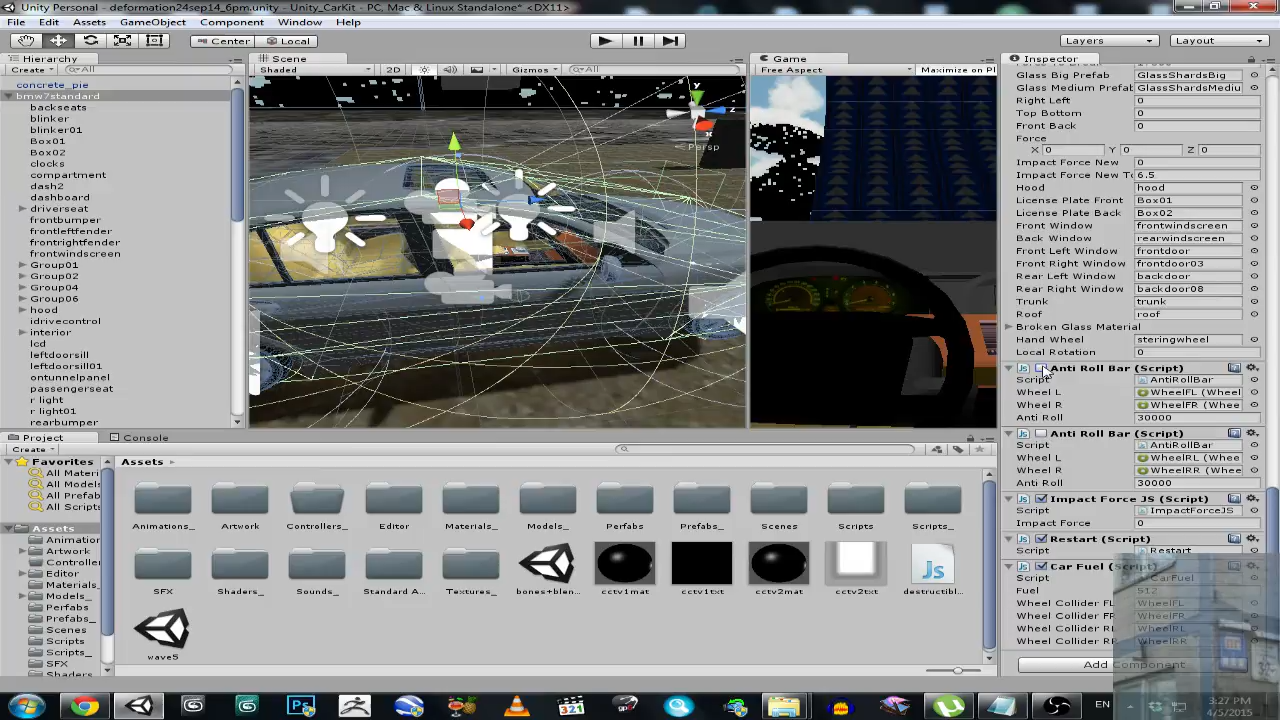 Unity Personal - deformation24sep14_6pm.unity - Unity_CarKit - PC, Mac & Linux Standalone* <DX11>
File Edit Assets GameObject Component Window Help
Center Local Layers Layout
Hierarchy
Create All
concrete_pie
bmw7standard
backseats
blinker
blinker01
Box01
Box02
clocks
compartment
dash2
dashboard
driverseat
frontbumper
frontleffender
frontrightfender
frontwindscreen
Group01
Group02
Group04
Group06
hood
idrivecontrol
interior
lcd
leftdoorsill
leftdoorsill01
ontunnelpanel
passengerseat
r light
r light01
rearbumper
Scene
Shaded 2D Gizmos All
y
z
Persp
Game
Free Aspect Maximize on Pl
Inspector
Glass Big Prefab GlassShardsBig
Glass Medium Prefab GlassShardsMediu
Right Left 0
Top Bottom 0
Front Back 0
Force
X 0 Y 0 Z 0
Impact Force New 0
Impact Force New To 6.5
Hood hood
License Plate Front Box01
License Plate Back Box02
Front Window frontwindscreen
Back Window rearwindscreen
Front Left Window frontdoor
Front Right Window frontdoor03
Rear Left Window backdoor
Rear Right Window backdoor08
Trunk trunk
Roof roof
Broken Glass Material
Hand Wheel steringwheel
Local Rotation 0
Anti Roll Bar (Script)
Script AntiRollBar
Wheel L WheelFL (Wheel
Wheel R WheelFR (Whee
Anti Roll 30000
Anti Roll Bar (Script)
Script AntiRollBar
Wheel L WheelRL (Whee
Wheel R WheelRR (Whee
Anti Roll 30000
Impact Force JS (Script)
Script ImpactForceJS
Impact Force 0
Restart (Script)
Script Restart
Car Fuel (Script)
Script CarFuel
Fuel 512
Wheel Collider FL WheelFL
Wheel Collider FR WheelFR
Wheel Collider RL WheelRL
Wheel Collider RR WheelRR
Add Component
Project Console
Create
Favorites
All Materi
All Models
All Prefab
All Scripts
Assets
Animation
Artwork
Controller
Editor
Materials_
Models_
Perfabs
Prefabs_
Scenes
Scripts
Scripts_
SFX
Shaders
Assets
Animations_ Artwork Controllers_ Editor Materials_ Models_ Perfabs Prefabs_ Scenes Scripts Scripts_
SFX Shaders_ Sounds_ Standard A... Textures_ bones+blen... cctv1mat cctv1txt cctv2mat cctv2txt destructibl...
waveS
Js
321
EN
3:27 PM
4/5/2015